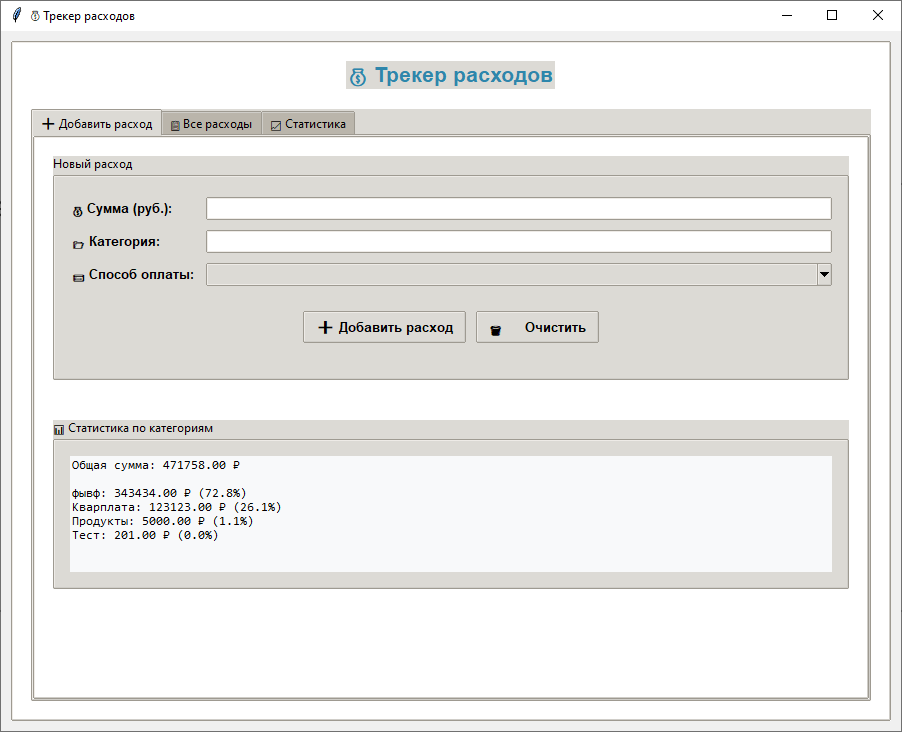 Трекер расходов
Трекер расходов
Добавить расход
Все расходы
Статистика
Новый расход
Сумма (руб.):
Категория:
Способ оплаты:
Добавить расход
Очистить
Статистика по категориям
Общая сумма: 471758.00 ₽
фывф: 343434.00 ₽ (72.8%)
Кварплата: 123123.00 ₽ (26.1%)
Продукты: 5000.00 ₽ (1.1%)
Тест: 201.00 ₽ (0.0%)